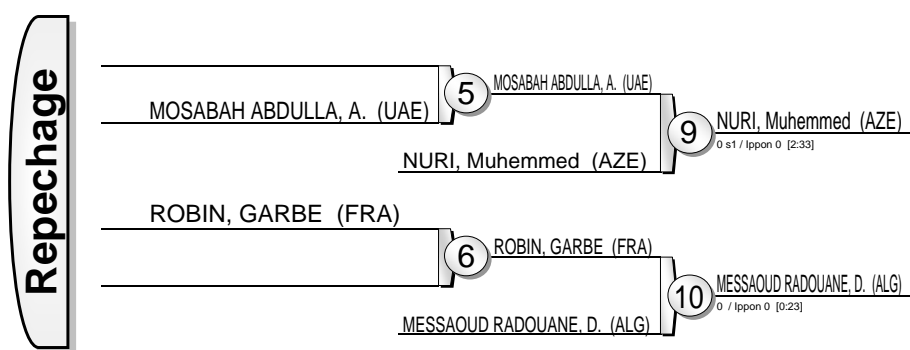 Repechage
MOSABAH ABDULLA, A. (UAE)
5
MOSABAH ABDULLA, A. (UAE)
NURI, Muhemmed (AZE)
9
NURI, Muhemmed (AZE)
0 s1 / Ippon 0 [2:33]
ROBIN, GARBE (FRA)
6
ROBIN, GARBE (FRA)
MESSAOUD RADOUANE, D. (ALG)
10
MESSAOUD RADOUANE, D. (ALG)
0 / Ippon 0 [0:23]